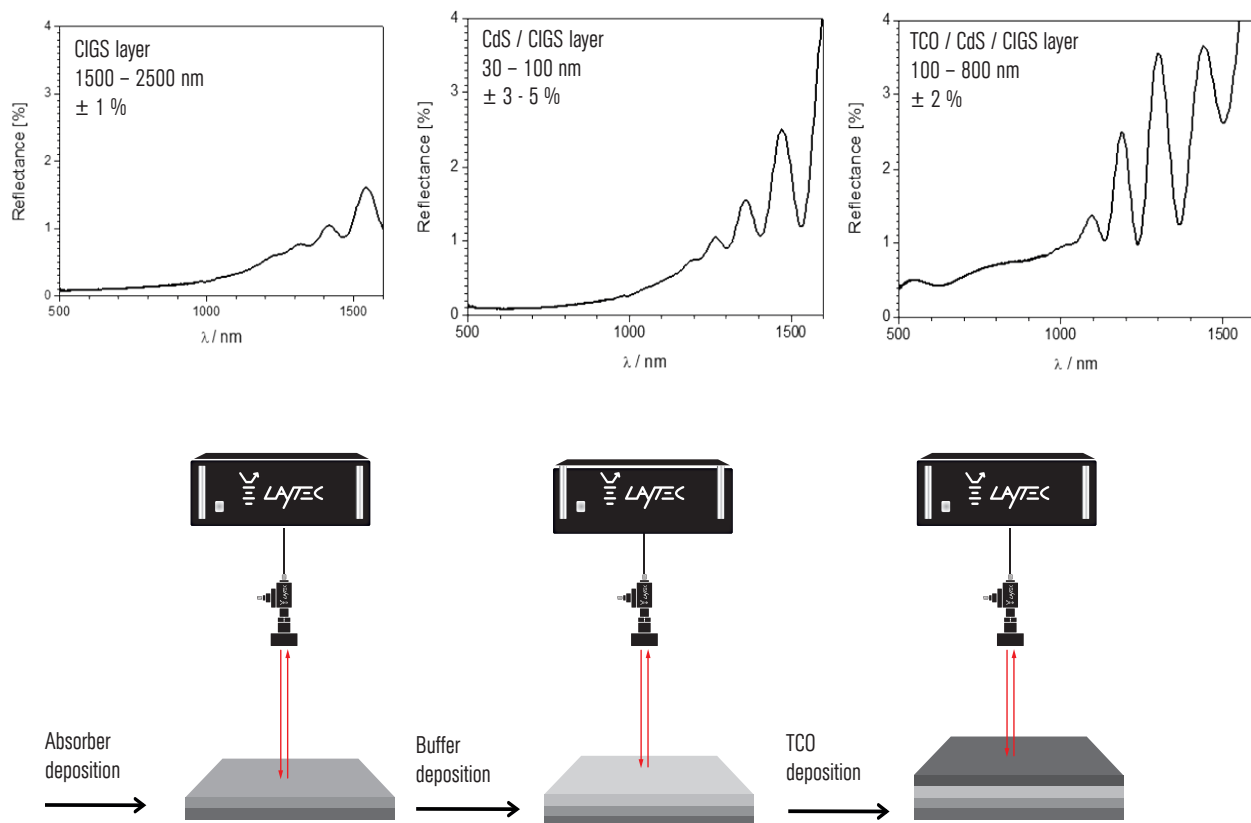 CIGS layer
1500 – 2500 nm
± 1 %
Reflectance [%]
4
3
2
1
0
500
1000
1500
λ / nm
CdS / CIGS layer
30 – 100 nm
± 3 - 5 %
Reflectance [%]
4
3
2
1
0
500
1000
1500
λ / nm
TCO / CdS / CIGS layer
100 – 800 nm
± 2 %
Reflectance [%]
4
3
2
1
0
500
1000
1500
λ / nm
LAYTEC
LAYTEC
LAYTEC
LAYTEC
LAYTEC
LAYTEC
Absorber
deposition
Buffer
deposition
TCO
deposition